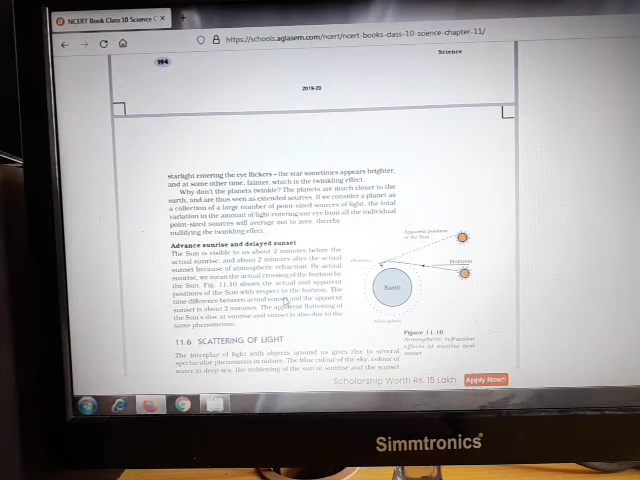 NCERT Book Class 10 Science C
https://schools.aglasem.com/ncert/ncert-books-class-10-science-chapter-11/
194
Science
2019-20
starlight entering the eye flickers – the star sometimes appears brighter,
and at some other time, fainter, which is the twinkling effect.
Why don't the planets twinkle? The planets are much closer to the
earth, and are thus seen as extended sources. If we consider a planet as
a collection of a large number of point-sized sources of light, the total
variation in the amount of light entering our eye from all the individual
point-sized sources will average out to zero, thereby
nullifying the twinkling effect.
Advance sunrise and delayed sunset
The Sun is visible to us about 2 minutes before the
actual sunrise, and about 2 minutes after the actual
sunset because of atmospheric refraction. By actual
sunrise, we mean the actual crossing of the horizon by
the Sun. Fig. 11.10 shows the actual and apparent
positions of the Sun with respect to the horizon. The
time difference between actual sunset and the apparent
sunset is about 2 minutes. The apparent flattening of
the Sun's disc at sunrise and sunset is also due to the
same phenomenon.
Apparent position
of the Sun
Observer
Horizon
Earth
Atmosphere
Figure 11.10
Atmospheric refraction
effects at sunrise and
sunset
11.6 SCATTERING OF LIGHT
The interplay of light with objects around us gives rise to several
spectacular phenomena in nature. The blue colour of the sky, colour of
water in deep sea, the reddening of the sun at sunrise and the sunset
Scholarship Worth Rs. 15 Lakh
Apply Now!!
Simmtronics